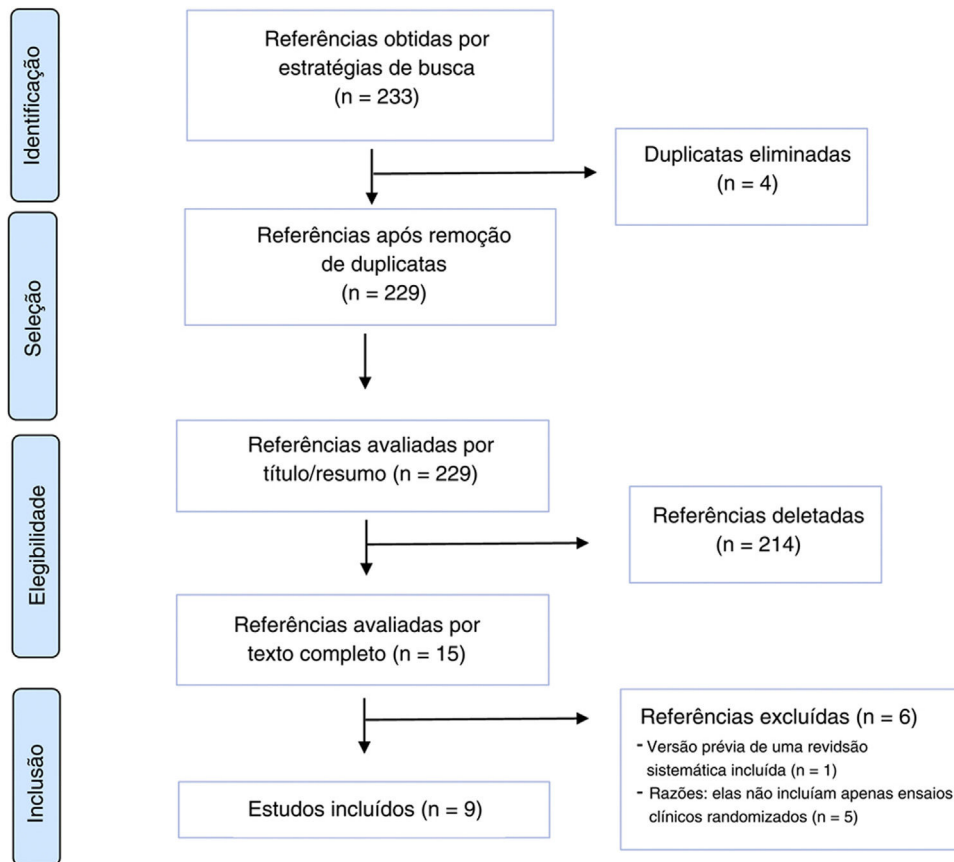 Identificação
Referências obtidas por
estratégias de busca
(n = 233)
Duplicatas eliminadas
(n = 4)
Seleção
Referências após remoção
de duplicatas
(n = 229)
Elegibilidade
Referências avaliadas por
título/resumo (n = 229)
Referências deletadas
(n = 214)
Referências avaliadas por
texto completo (n = 15)
Inclusão
Referências excluídas (n = 6)
- Versão prévia de uma revidsão
sistemática incluída (n = 1)
- Razões: elas não incluíam apenas ensaios
clínicos randomizados (n = 5)
Estudos incluídos (n = 9)